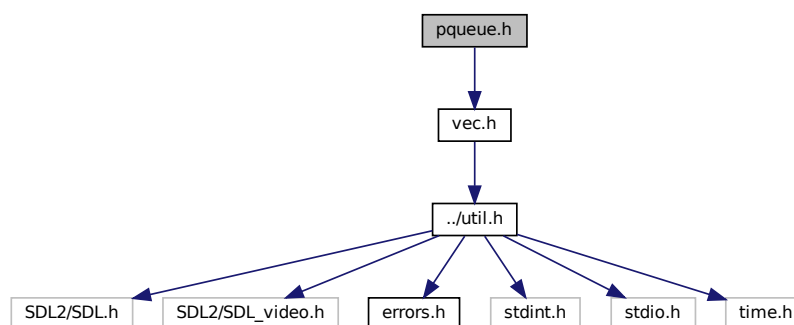 pqueue.h
vec.h
../util.h
SDL2/SDL.h
SDL2/SDL_video.h
errors.h
stdint.h
stdio.h
time.h